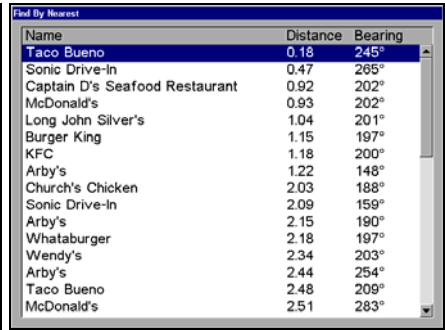 Find By Nearest
Name Distance Bearing
Taco Bueno 0.18 245°
Sonic Drive-In 0.47 265°
Captain D's Seafood Restaurant 0.92 202°
McDonald's 0.93 202°
Long John Silver's 1.04 201°
Burger King 1.15 197°
KFC 1.18 200°
Arby's 1.22 148°
Church's Chicken 2.03 188°
Sonic Drive-In 2.09 159°
Arby's 2.15 190°
Whataburger 2.18 197°
Wendy's 2.34 203°
Arby's 2.44 254°
Taco Bueno 2.48 209°
McDonald's 2.51 283°